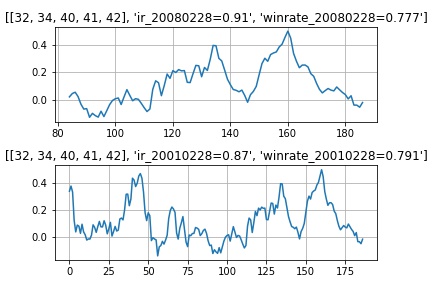 [[32, 34, 40, 41, 42], 'ir_20080228=0.91', 'winrate_20080228=0.777']
0.4
0.2
0.0
80 100 120 140 160 180
[[32, 34, 40, 41, 42], 'ir_20010228=0.87', 'winrate_20010228=0.791']
0.4
0.2
0.0
0 25 50 75 100 125 150 175